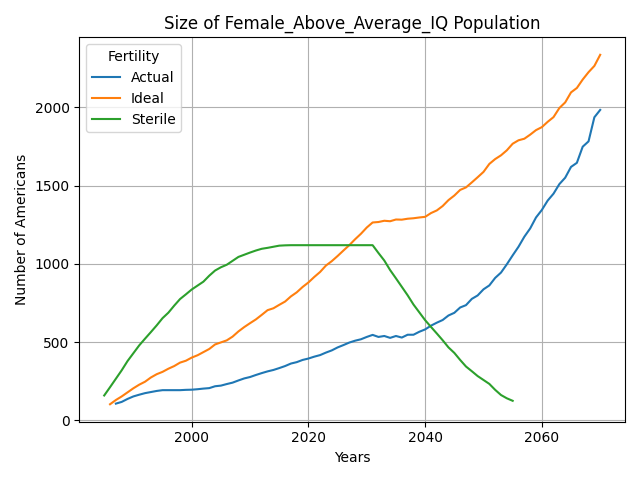 Size of Female_Above_Average_IQ Population
Fertility
Actual
Ideal
Sterile
Number of Americans
2000
1500
1000
500
0
2000 2020 2040 2060
Years